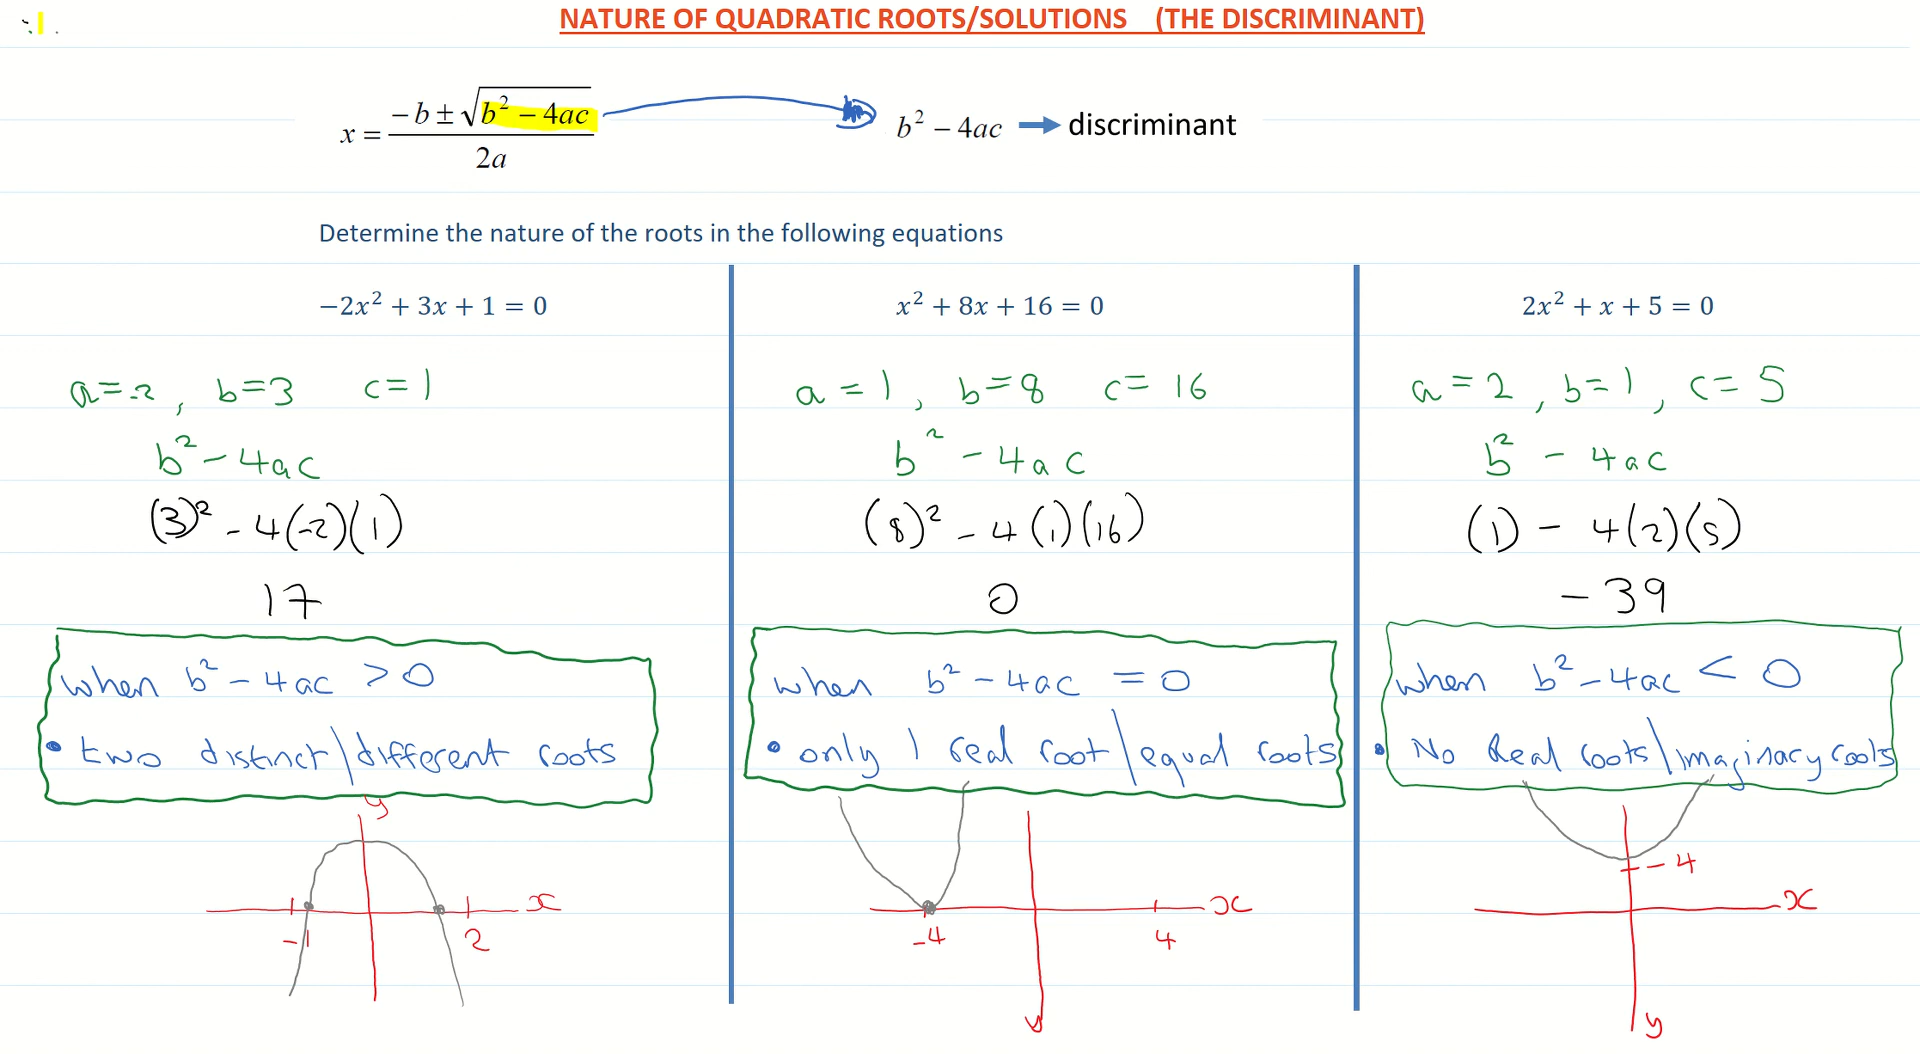 NATURE OF QUADRATIC ROOTS/SOLUTIONS (THE DISCRIMINANT)
x = (-b ± √(b² - 4ac)) / 2a
b² - 4ac → discriminant
Determine the nature of the roots in the following equations
-2x² + 3x + 1 = 0
a = -2, b = 3 c = 1
b² - 4ac
(3)² - 4(-2)(1)
17
when b² - 4ac > 0
• two distinct/different roots
y
x
-1
2
x² + 8x + 16 = 0
a = 1, b = 8 c = 16
b² - 4ac
(8)² - 4(1)(16)
0
when b² - 4ac = 0
• only 1 real root/equal roots
x
-4
4
y
2x² + x + 5 = 0
a = 2, b = 1, c = 5
b² - 4ac
(1) - 4(2)(5)
-39
when b² - 4ac < 0
• No Real roots\imaginary roots
- 4
x
y